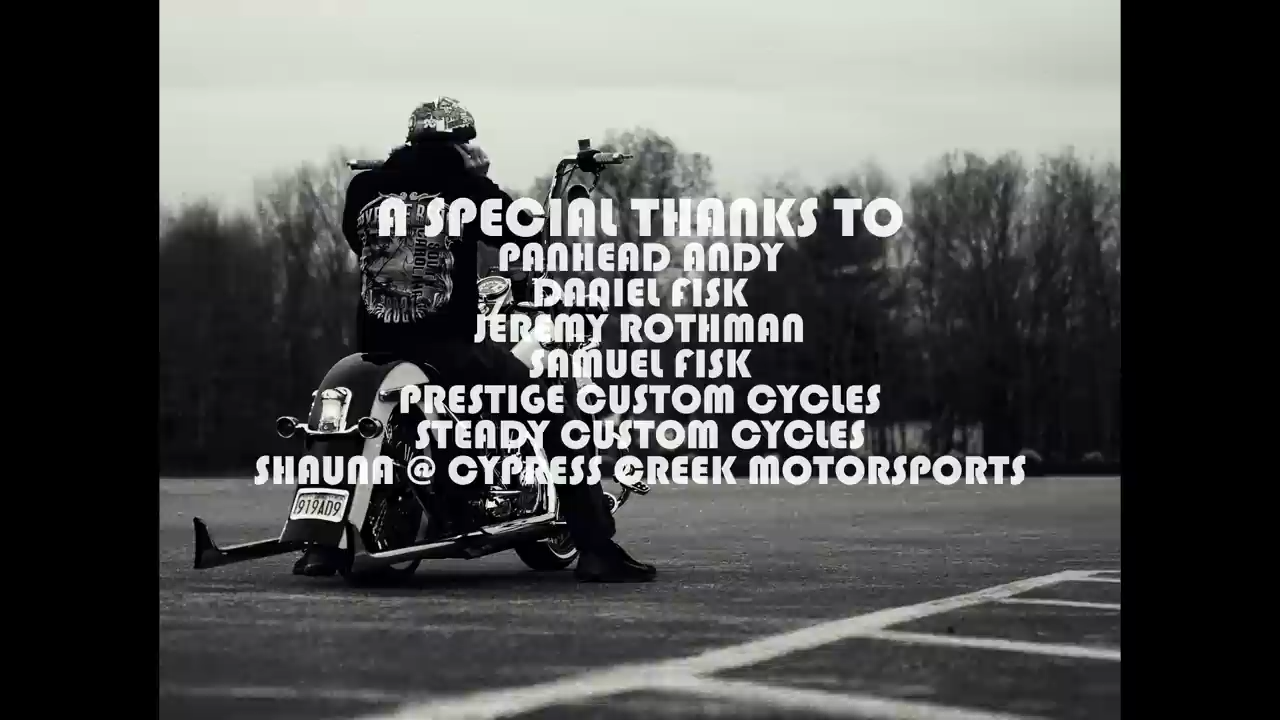 A SPECIAL THANKS TO
PANHEAD ANDY
DANIEL FISK
JEREMY ROTHMAN
SAMUEL FISK
PRESTIGE CUSTOM CYCLES
STEADY CUSTOM CYCLES
SHAUNA @ CYPRESS CREEK MOTORSPORTS
919AD9